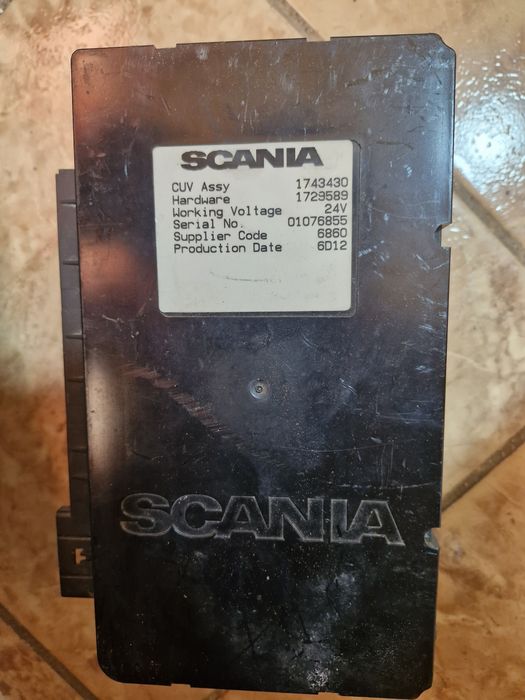 SCANIA
CUV Assy 1743430
Hardware 1729589
Working Voltage 24V
Serial No. 01076855
Supplier Code 6860
Production Date 6D12
SCANIA